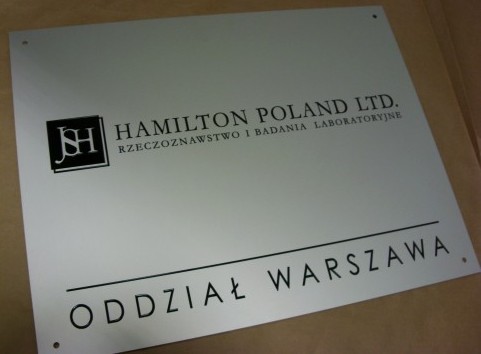 JSH
HAMILTON POLAND LTD.
RZECZOZNAWSTWO I BADANIA LABORATORYJNE
ODDZIAŁ WARSZAWA